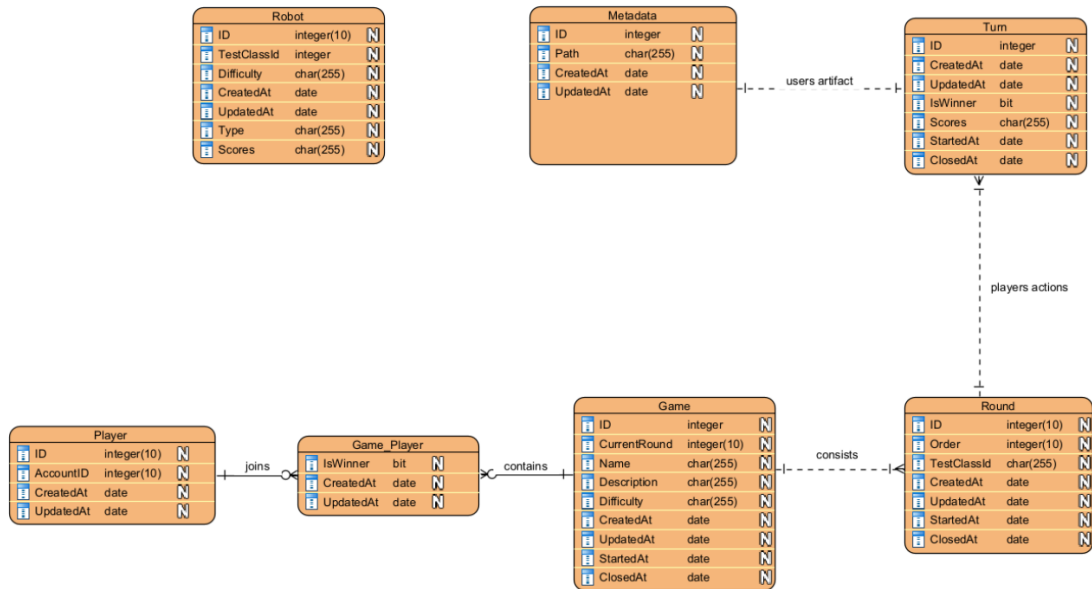 Robot
ID integer(10) N
TestClassId integer N
Difficulty char(255) N
CreatedAt date N
UpdatedAt date N
Type char(255) N
Scores char(255) N
Metadata
ID integer N
Path char(255) N
CreatedAt date N
UpdatedAt date N
users artifact
Turn
ID integer N
CreatedAt date N
UpdatedAt date N
IsWinner bit N
Scores char(255) N
StartedAt date N
ClosedAt date N
players actions
Player
ID integer(10) N
AccountID integer(10) N
CreatedAt date N
UpdatedAt date N
joins
Game_Player
IsWinner bit N
CreatedAt date N
UpdatedAt date N
contains
Game
ID integer N
CurrentRound integer(10) N
Name char(255) N
Description char(255) N
Difficulty char(255) N
CreatedAt date N
UpdatedAt date N
StartedAt date N
ClosedAt date N
consists
Round
ID integer(10) N
Order integer(10) N
TestClassId char(255) N
CreatedAt date N
UpdatedAt date N
StartedAt date N
ClosedAt date N